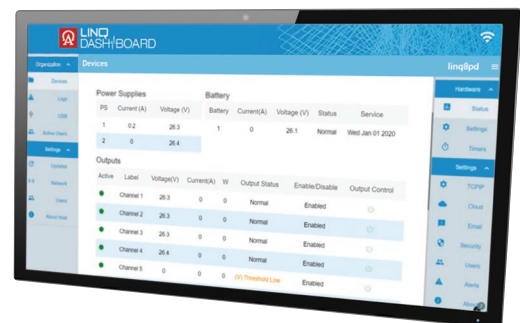 LINQ
DASH/BOARD
Organization
Devices
linq8pd
Devices
Logs
USB
Active Users
Settings
Updates
Network
Users
About Host
Power Supplies
PS Current (A) Voltage (V)
1 0.2 26.3
2 0 26.4
Battery
Battery Current(A) Voltage (V) Status Service
1 0 26.1 Normal Wed Jan 01 2020
Outputs
Active Label Voltage(V) Current(A) W Output Status Enable/Disable Output Control
Channel 1 26.3 0 0 Normal Enabled
Channel 2 26.3 0 0 Normal Enabled
Channel 3 26.3 0 0 Normal Enabled
Channel 4 26.4 0 0 Normal Enabled
Channel 5 0 0 0 (V) Threshold Low Enabled
Hardware
Status
Settings
Timers
Settings
TCP/IP
Cloud
Email
Security
Users
Alerts